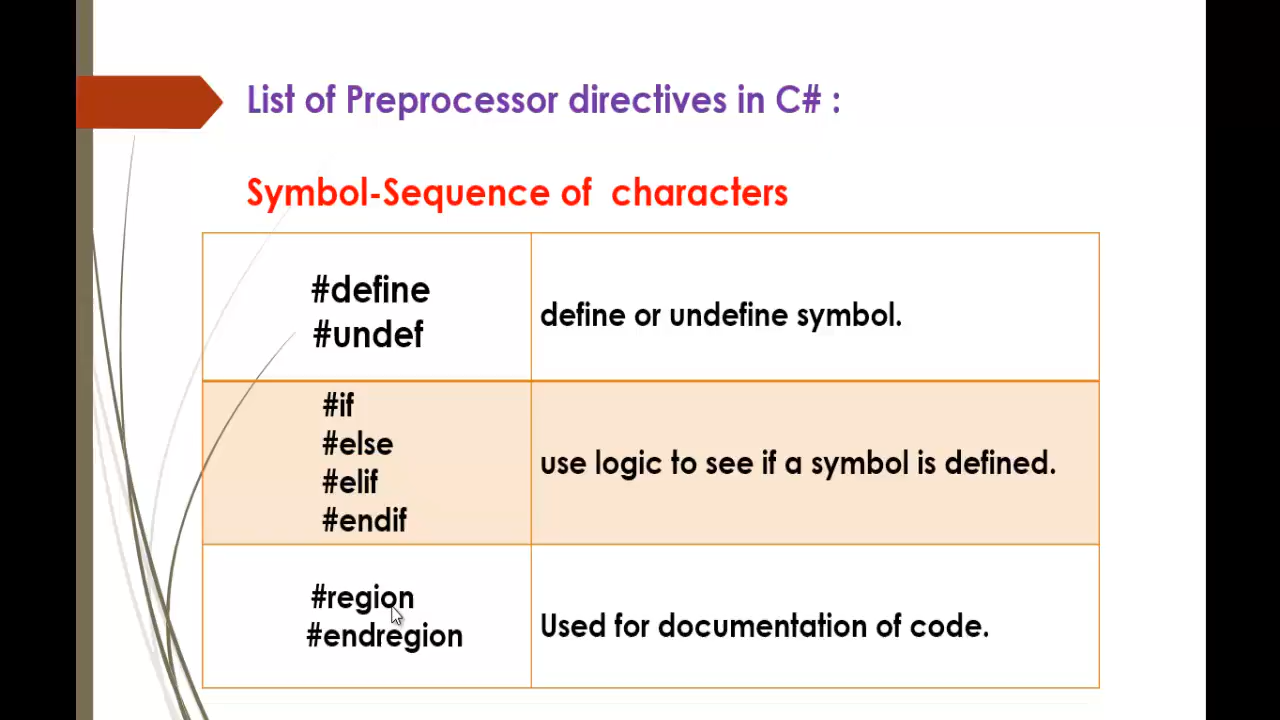 List of Preprocessor directives in C# :
Symbol-Sequence of characters
#define
#undef
define or undefine symbol.
#if
#else
#elif
#endif
use logic to see if a symbol is defined.
#region
#endregion
Used for documentation of code.